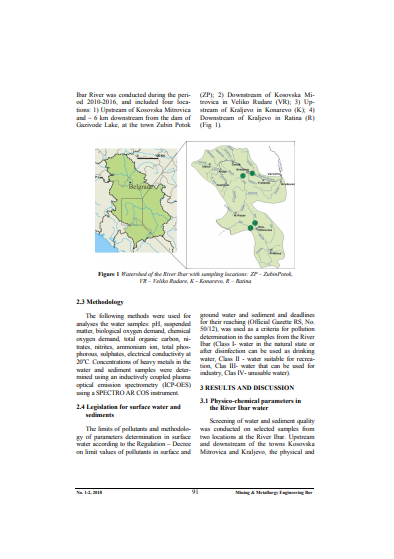 Ibar River was conducted during the peri-
od 2010-2016, and included four loca-
tions: 1) Upstream of Kosovska Mitrovica
and – 6 km downstream from the dam of
Gazivode Lake, at the town Zubin Potok
(ZP); 2) Downstream of Kosovska Mi-
trovica in Veliko Rudare (VR); 3) Up-
stream of Kraljevo in Konarevo (K); 4)
Downstream of Kraljevo in Ratina (R)
(Fig. 1).
Belgrade
Figure 1 Watershed of the River Ibar with sampling locations: ZP – ZubinPotok,
VR – Veliko Rudare, K – Konarevo, R – Ratina
2.3 Methodology
The following methods were used for
analyses the water samples: pH, suspended
matter, biological oxygen demand, chemical
oxygen demand, total organic carbon, ni-
trates, nitrites, ammonium ion, total phos-
phorous, sulphates, electrical conductivity at
20°C. Concentrations of heavy metals in the
water and sediment samples were deter-
mined using an inductively coupled plasma
optical emission spectrometry (ICP-OES)
using a SPECTRO AR COS instrument.
2.4 Legislation for surface water and
sediments
The limits of pollutants and methodolo-
gy of parameters determination in surface
water according to the Regulation – Decree
on limit values of pollutants in surface and
ground water and sediment and deadlines
for their reaching (Official Gazette RS, No.
50/12), was used as a criteria for pollution
determination in the samples from the River
Ibar (Class I- water in the natural state or
after disinfection can be used as drinking
water, Class II - water suitable for recrea-
tion, Clas III- water that can be used for
industry, Clas IV- unusable water).
3 RESULTS AND DISCUSSION
3.1 Physico-chemical parameters in
the River Ibar water
Screening of water and sediment quality
was conducted on selected samples from
two locations at the River Ibar. Upstream
and downstream of the towns Kosovska
Mitrovica and Kraljevo, the physical and
No. 1-2, 2018
91
Mining & Metallurgy Engineering Bor